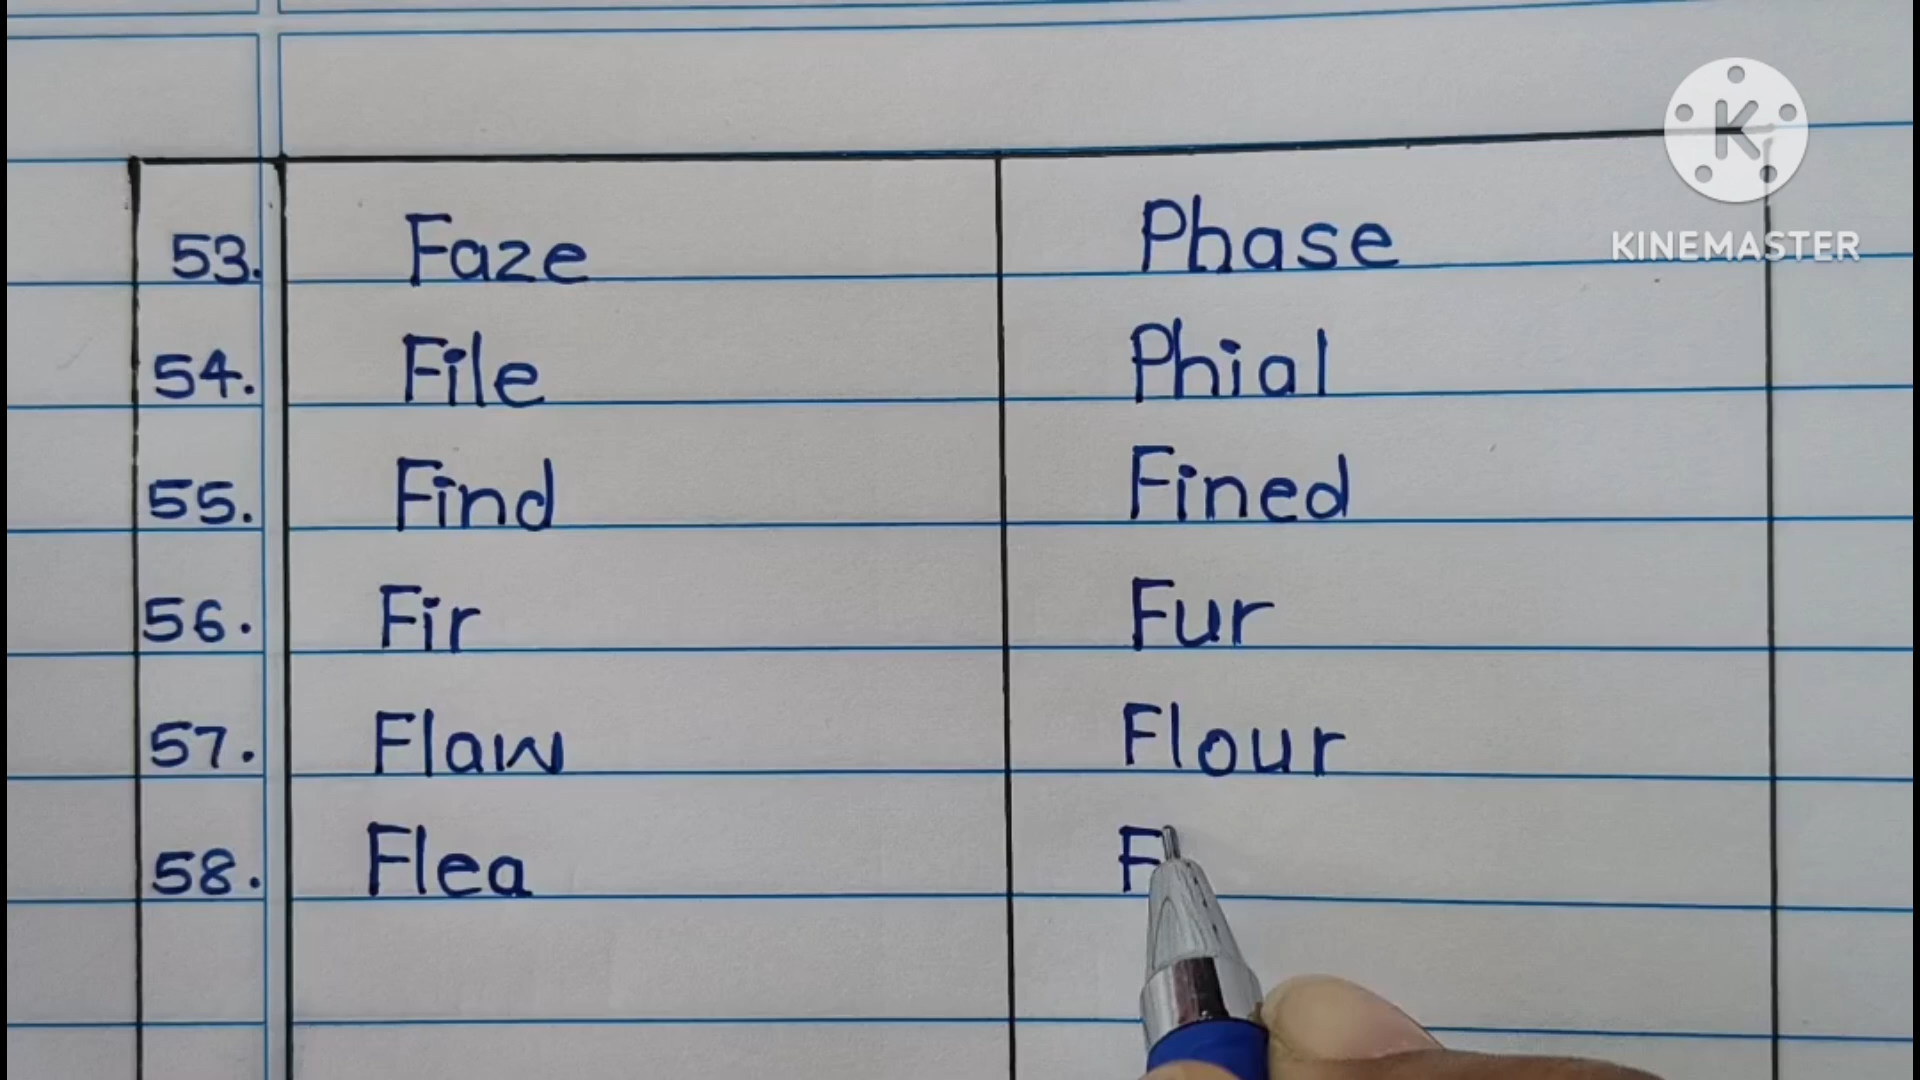 53. Faze Phase
54. File Phial
55. Find Fined
56. Fir Fur
57. Flaw Flour
58. Flea F
K
KINEMASTER